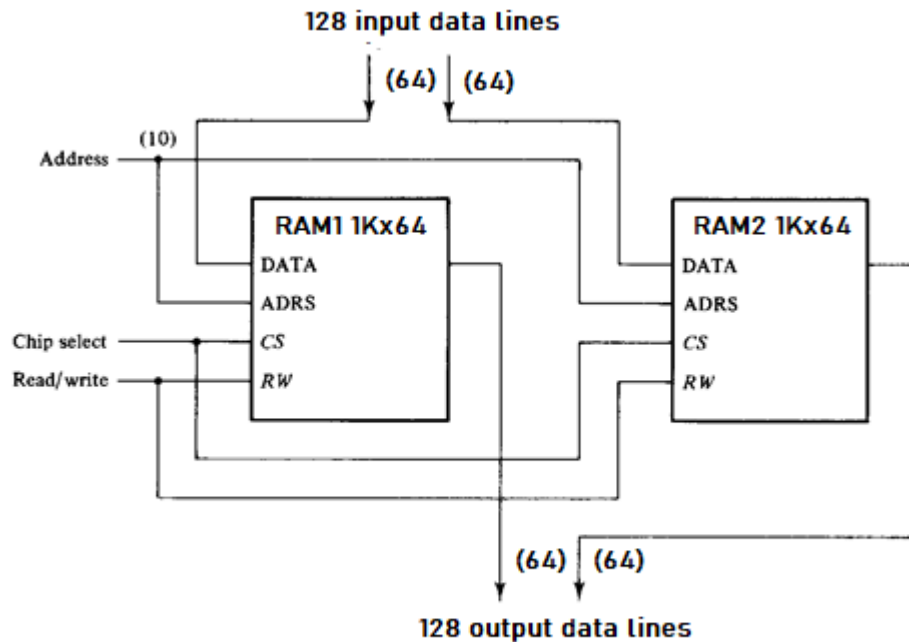 128 input data lines
(64) (64)
(10)
Address
RAM1 1Kx64
RAM2 1Kx64
DATA
DATA
ADRS
ADRS
Chip select
CS
CS
Read/write
RW
RW
(64) (64)
128 output data lines